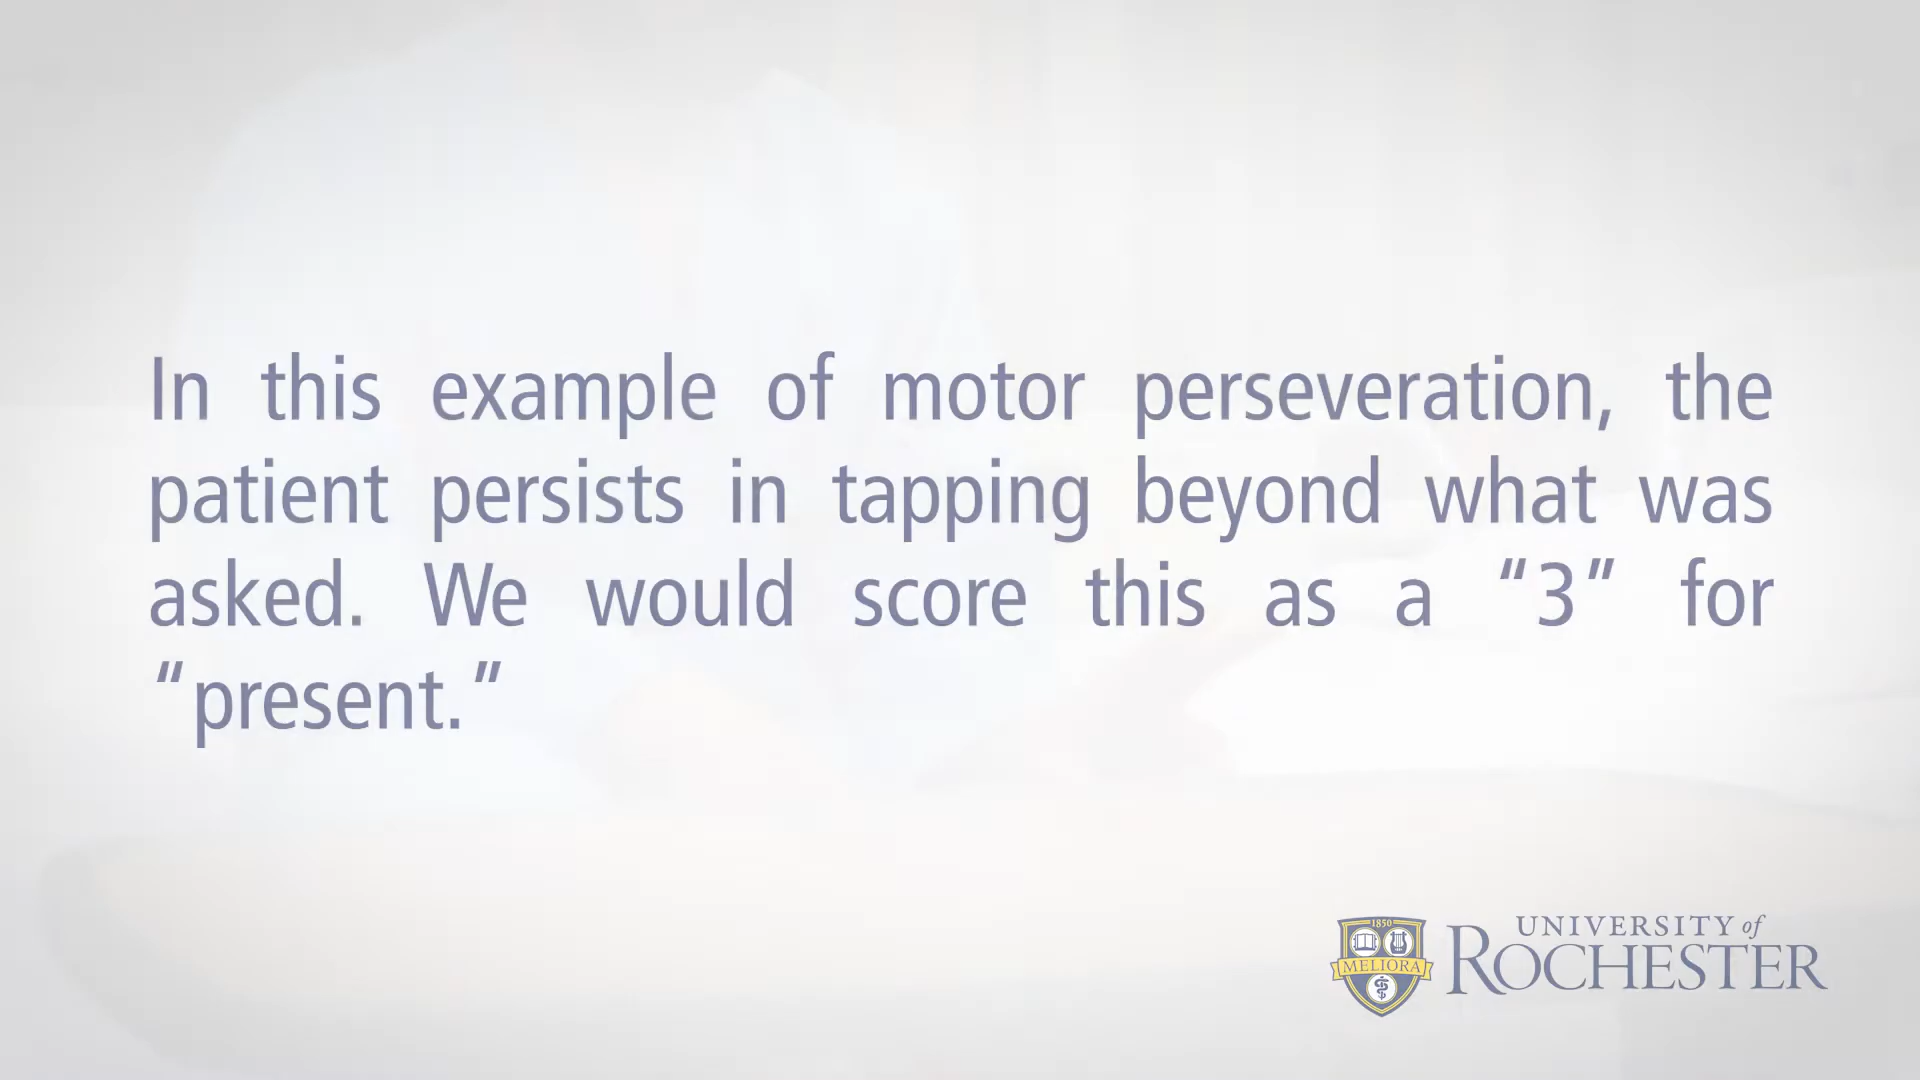 In this example of motor perseveration, the
patient persists in tapping beyond what was
asked. We would score this as a “3” for
“present.”
1850
MELIORA
UNIVERSITY of
ROCHESTER